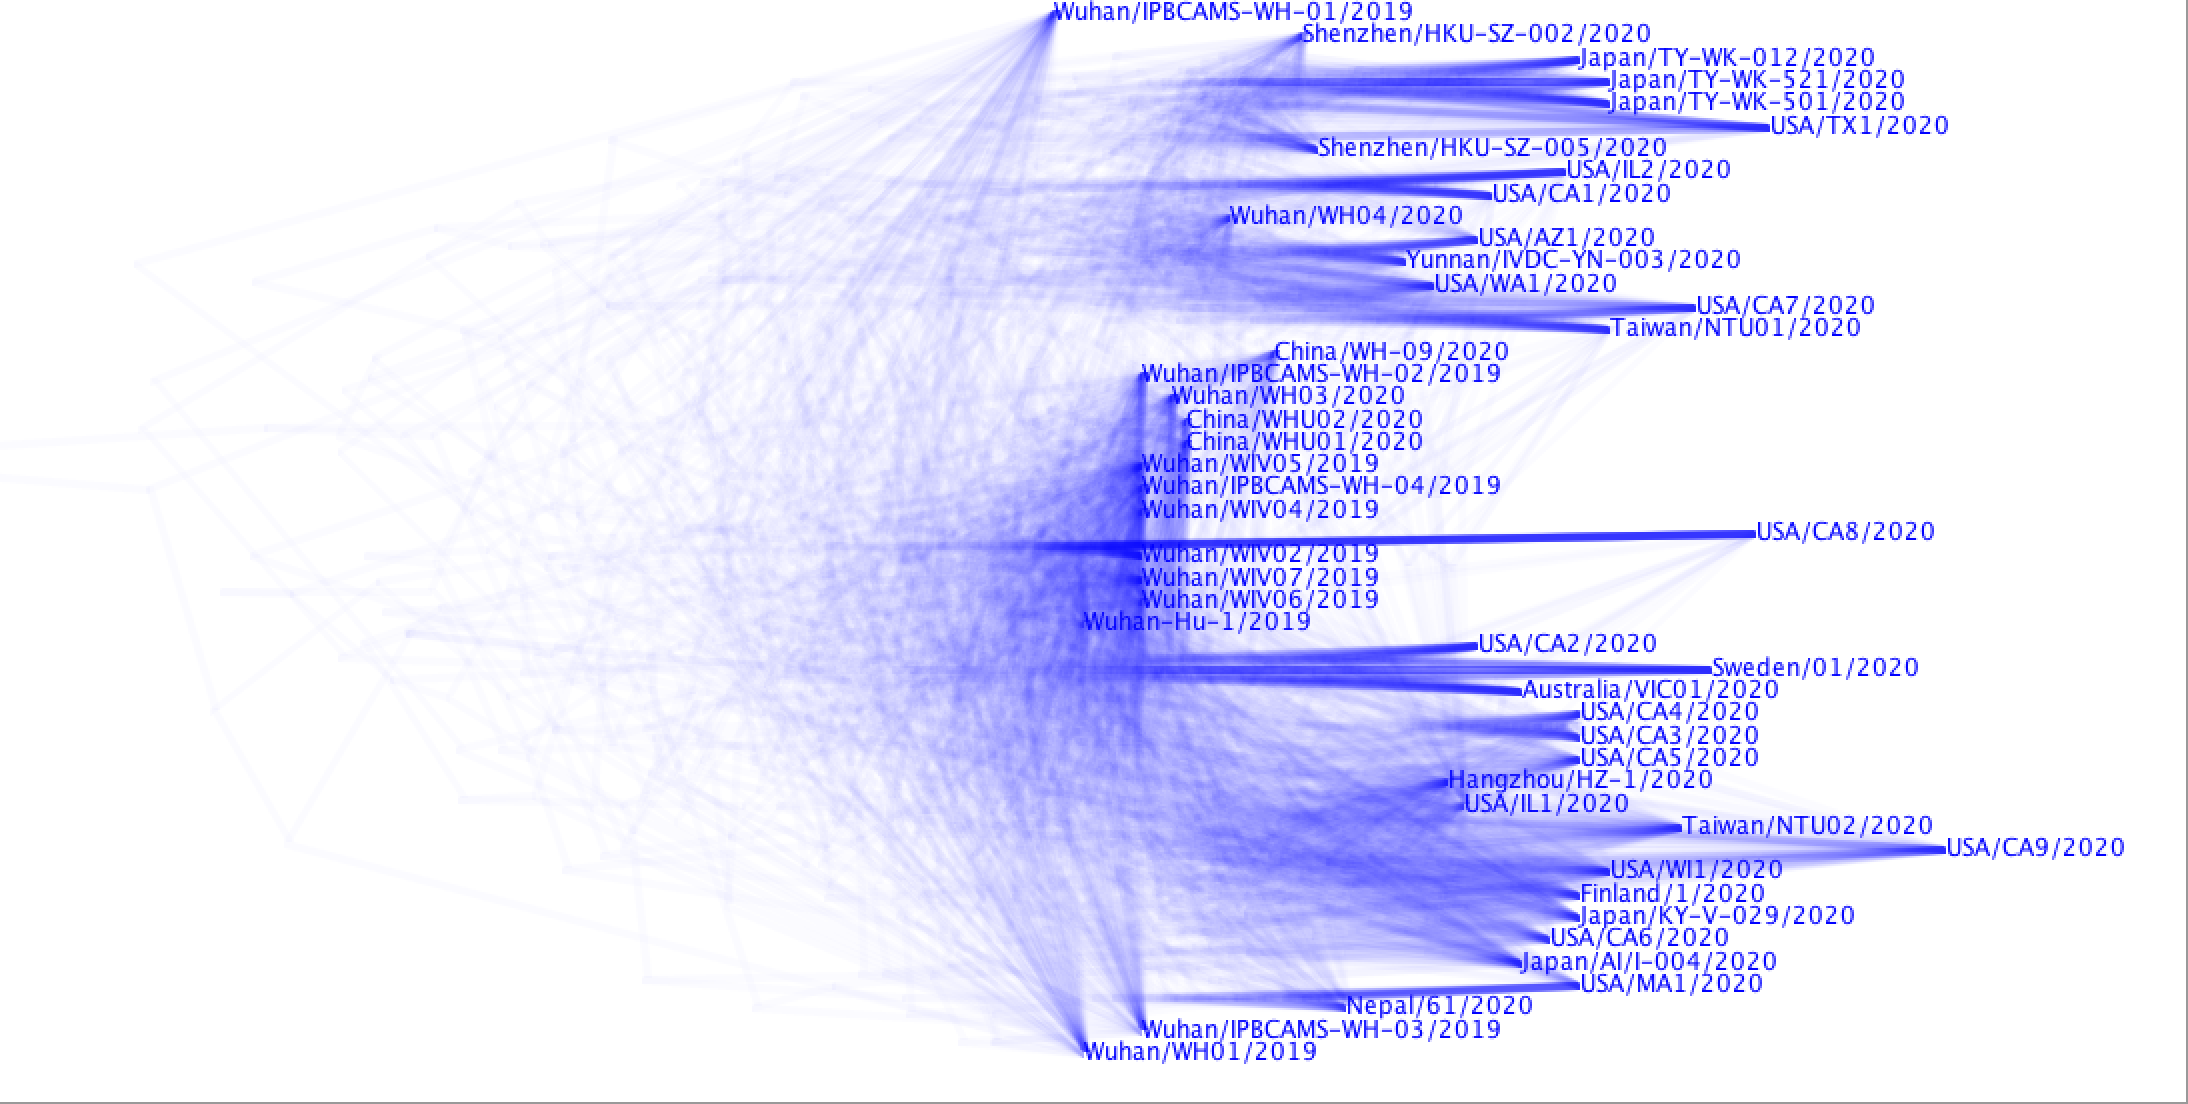 Wuhan/IPBCAMS-WH-01/2019
Shenzhen/HKU-SZ-002/2020
Japan/TY-WK-012/2020
Japan/TY-WK-521/2020
Japan/TY-WK-501/2020
USA/TX1/2020
Shenzhen/HKU-SZ-005/2020
USA/IL2/2020
USA/CA1/2020
Wuhan/WH04/2020
USA/AZ1/2020
Yunnan/IVDC-YN-003/2020
USA/WA1/2020
USA/CA7/2020
Taiwan/NTU01/2020
China/WH-09/2020
Wuhan/IPBCAMS-WH-02/2019
Wuhan/WH03/2020
China/WHU02/2020
China/WHU01/2020
Wuhan/WIV05/2019
Wuhan/IPBCAMS-WH-04/2019
Wuhan/WIV04/2019
USA/CA8/2020
Wuhan/WIV02/2019
Wuhan/WIV07/2019
Wuhan/WIV06/2019
Wuhan-Hu-1/2019
USA/CA2/2020
Sweden/01/2020
Australia/VIC01/2020
USA/CA4/2020
USA/CA3/2020
USA/CA5/2020
Hangzhou/HZ-1/2020
USA/IL1/2020
Taiwan/NTU02/2020
USA/CA9/2020
USA/WI1/2020
Finland/1/2020
Japan/KY-V-029/2020
USA/CA6/2020
Japan/AI/I-004/2020
USA/MA1/2020
Nepal/61/2020
Wuhan/IPBCAMS-WH-03/2019
Wuhan/WH01/2019